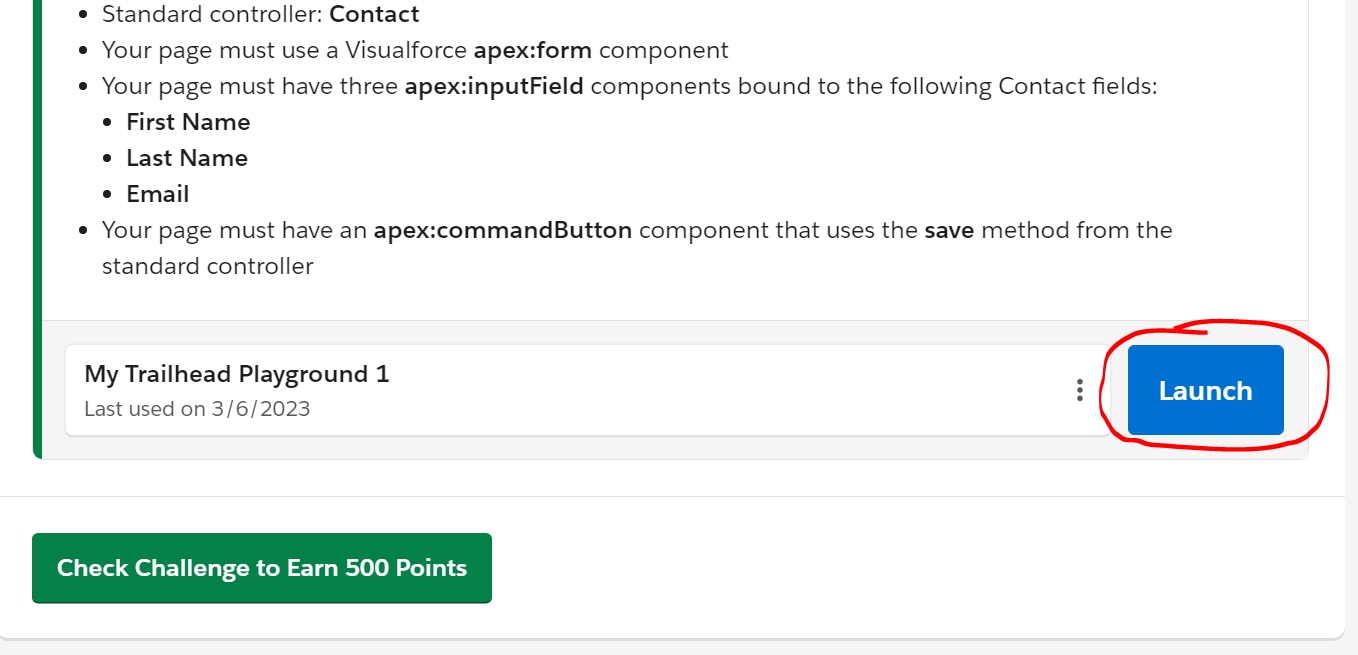 Standard controller: Contact
Your page must use a Visualforce apex:form component
Your page must have three apex:inputField components bound to the following Contact fields:
First Name
Last Name
Email
Your page must have an apex:commandButton component that uses the save method from the
standard controller
My Trailhead Playground 1
Last used on 3/6/2023
Launch
Check Challenge to Earn 500 Points